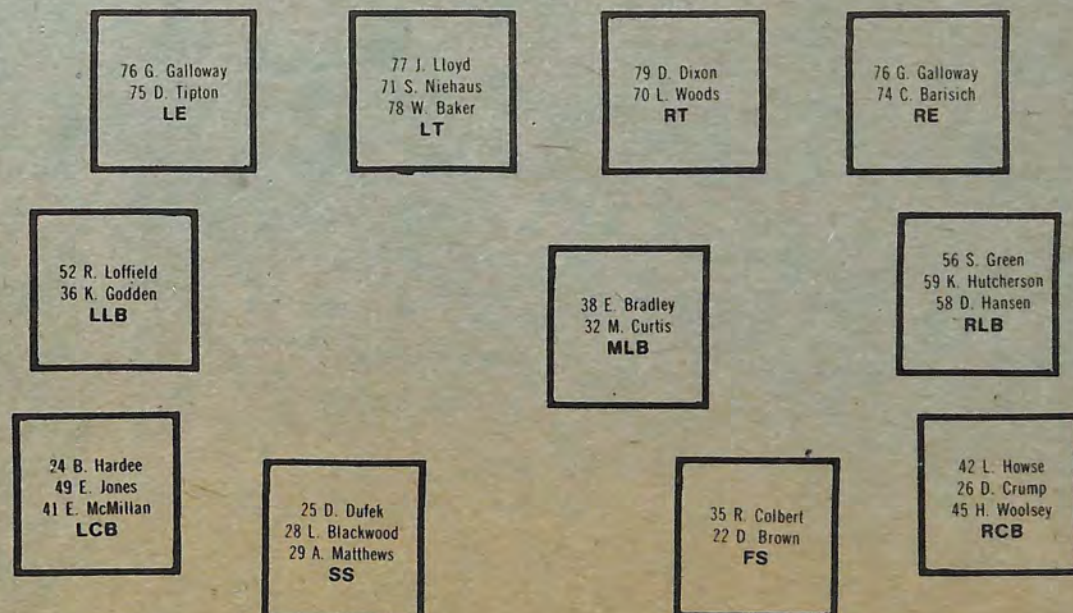 76 G. Galloway
75 D. Tipton
LE
77 J. Lloyd
71 S. Niehaus
78 W. Baker
LT
79 D. Dixon
70 L. Woods
RT
76 G. Galloway
74 C. Barisich
RE
52 R. Loffield
36 K. Godden
LLB
38 E. Bradley
32 M. Curtis
MLB
56 S. Green
59 K. Hutcherson
58 D. Hansen
RLB
24 B. Hardee
49 E. Jones
41 E. McMillan
LCB
25 D. Dufek
28 L. Blackwood
29 A. Matthews
SS
35 R. Colbert
22 D. Brown
FS
42 L. Howse
26 D. Crump
45 H. Woolsey
RCB